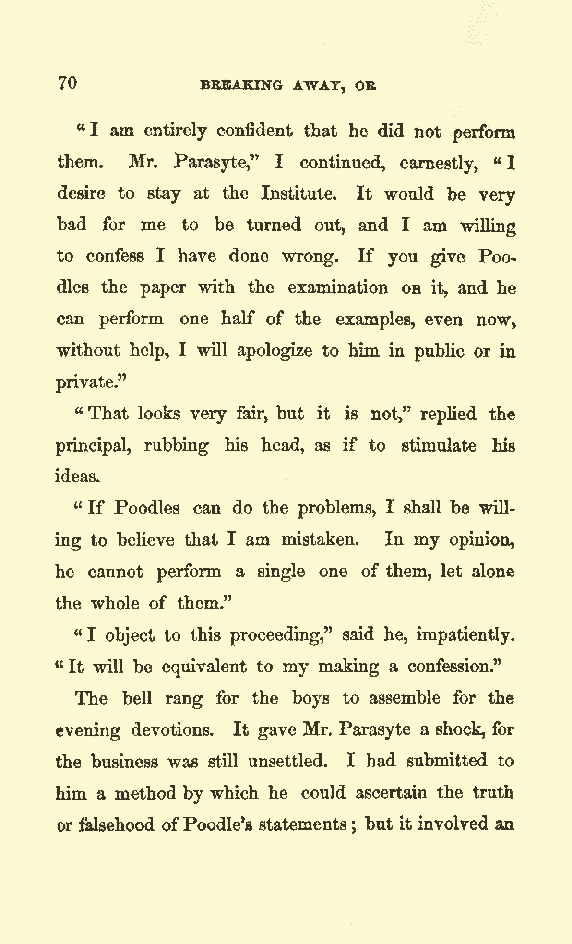 70 BREAKING AWAY, OR
“I am entirely confident that he did not perform
them. Mr. Parasyte,” I continued, earnestly, “I
desire to stay at the Institute. It would be very
bad for me to be turned out, and I am willing
to confess I have done wrong. If you give Poo-
dles the paper with the examination on it, and he
can perform one half of the examples, even now,
without help, I will apologize to him in public or in
private.”
“That looks very fair, but it is not,” replied the
principal, rubbing his head, as if to stimulate his
ideas.
“If Poodles can do the problems, I shall be will-
ing to believe that I am mistaken. In my opinion,
he cannot perform a single one of them, let alone
the whole of them.”
“I object to this proceeding,” said he, impatiently.
“It will be equivalent to my making a confession.”
The bell rang for the boys to assemble for the
evening devotions. It gave Mr. Parasyte a shock, for
the business was still unsettled. I had submitted to
him a method by which he could ascertain the truth
or falsehood of Poodle’s statements; but it involved an